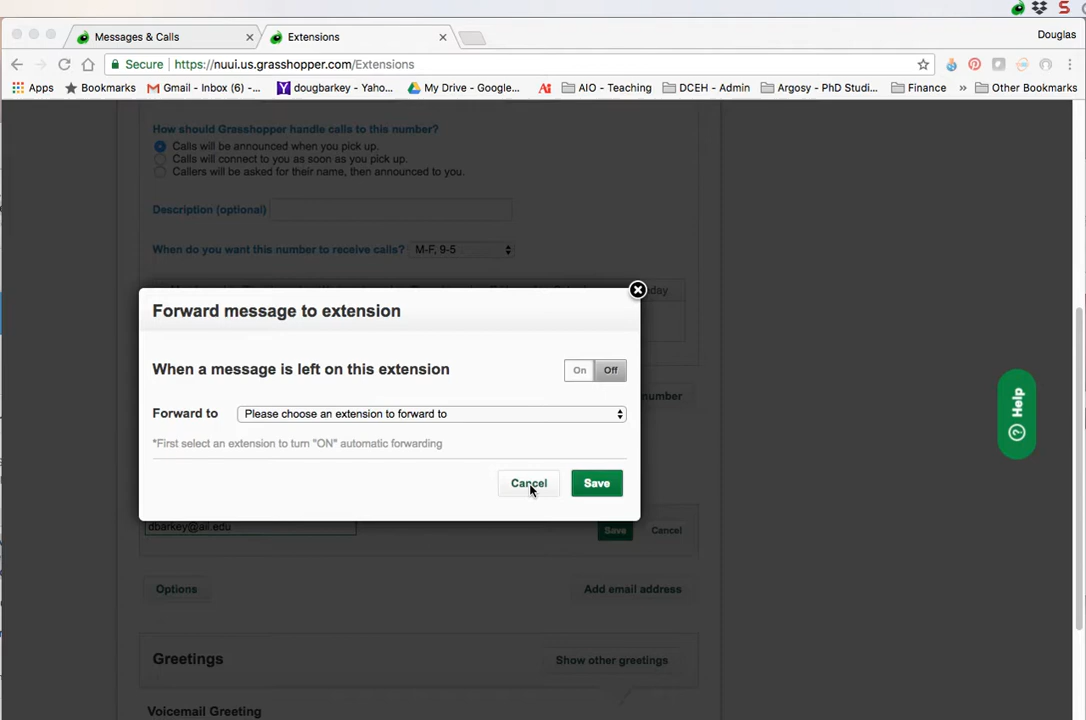 Messages & Calls
Extensions
Douglas
Secure https://nuui.us.grasshopper.com/Extensions
Apps Bookmarks Gmail - Inbox (6) -... dougbarkey - Yaho... My Drive - Google... Ai AIO - Teaching DCEH - Admin Argosy - PhD Studi... Finance » Other Bookmarks
How should Grasshopper handle calls to this number?
Calls will be announced when you pick up.
Calls will connect to you as soon as you pick up.
Callers will be asked for their name, then announced to you.
Description (optional)
When do you want this number to receive calls? M-F, 9-5
Forward message to extension
When a message is left on this extension On Off
number
Forward to Please choose an extension to forward to
*First select an extension to turn "ON" automatic forwarding
Cancel Save
Help
dbarkey@aii.edu Save Cancel
Options Add email address
Greetings Show other greetings
Voicemail Greeting